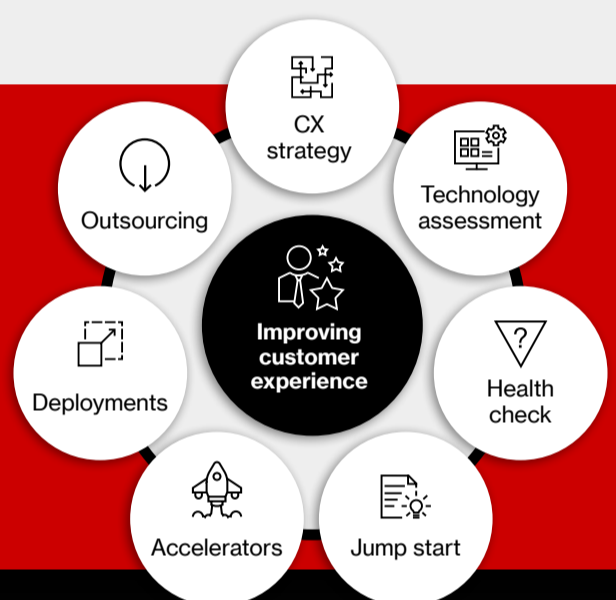 CX
strategy
Outsourcing
Technology
assessment
Improving
customer
experience
Deployments
?
Health
check
Accelerators
Jump start